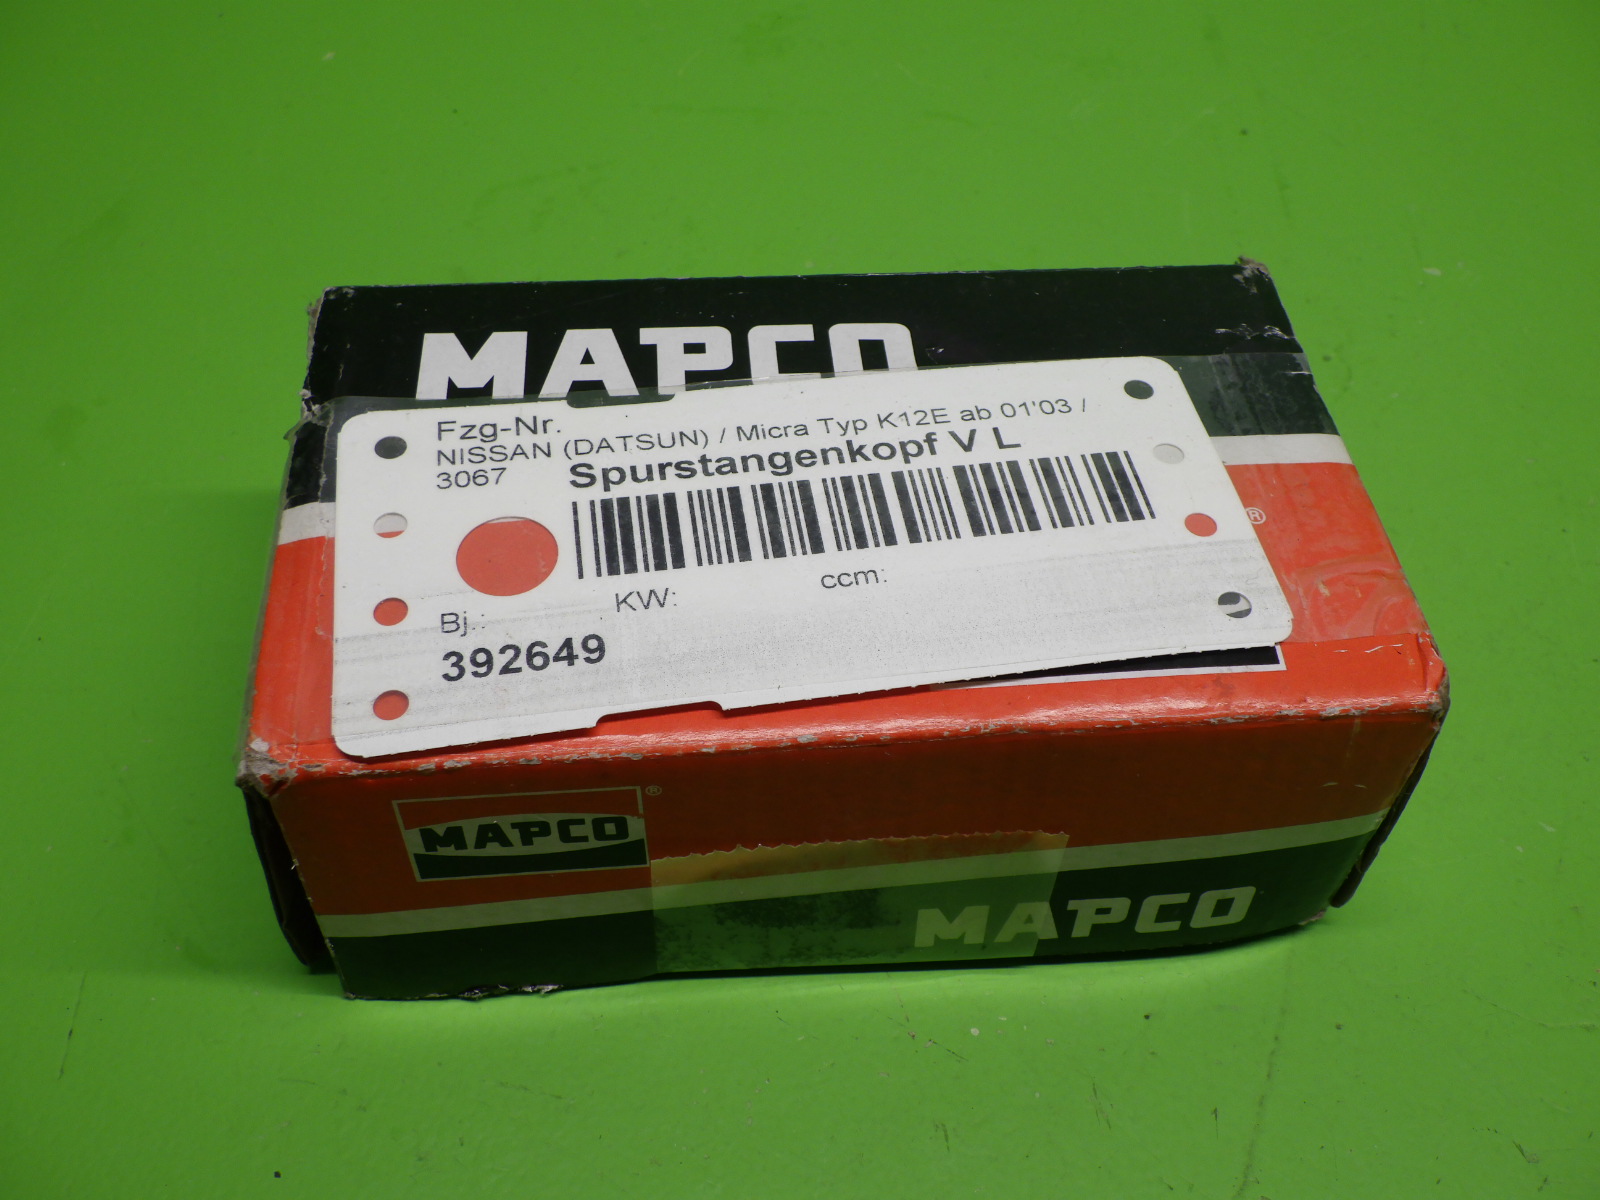 MAPCO
Fzg-Nr.
NISSAN (DATSUN) / Micra Typ K12E ab 01'03 /
3067
Spurstangenkopf V L
®
Bj.: KW: ccm:
392649
MAPCO ®
MAPCO